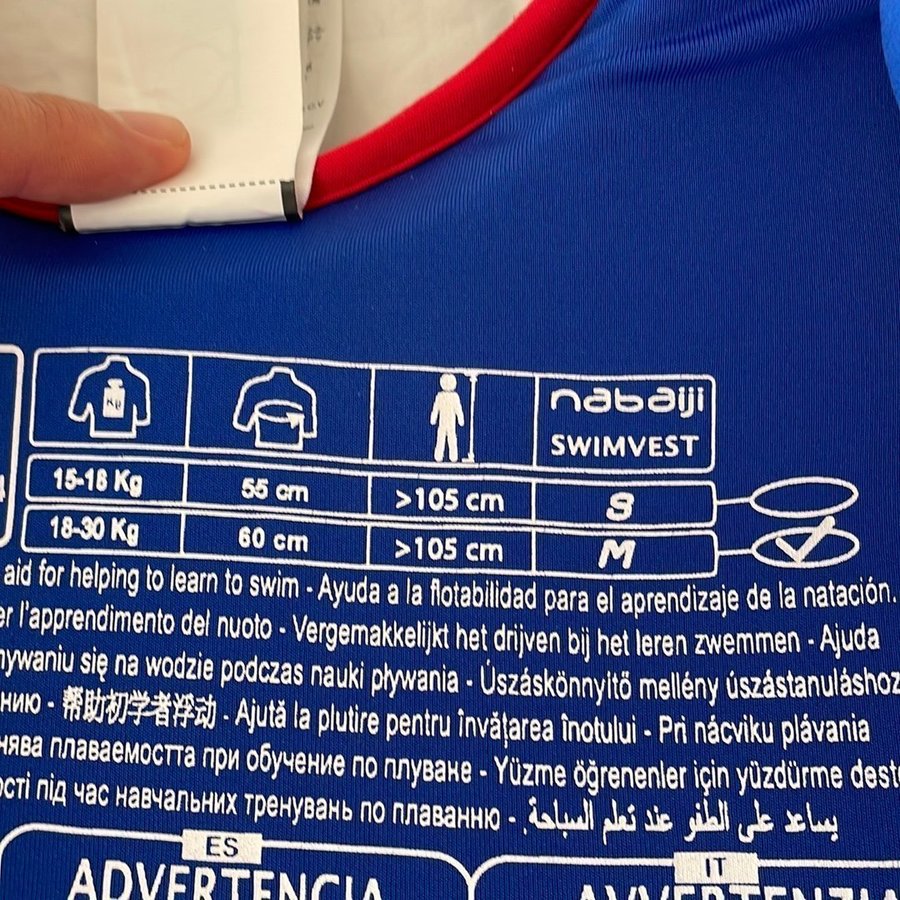 Kg
nabaiji
SWIMVEST
15-18 Kg 55 cm >105 cm S
18-30 Kg 60 cm >105 cm M
aid for helping to learn to swim - Ayuda a la flotabilidad para el aprendizaje de la natación.
l'apprendimento del nuoto - Vergemakkelijkt het drijven bij het leren zwemmen - Ajuda
się na wodzie podczas nauki pływania - Úszáskönnyítő mellény úszástanuláshoz
- 帮助初学者浮动 - Ajută la plutire pentru învățarea înotului - Pri nácviku plávania
плаваемостта при обучение по плуване - Yüzme öğrenenler için yüzdürme
під час навчальних тренувань по плаванню - يساعد على الطفو عند تعلم السباحة.
ES
IT
ADVERTENCIA